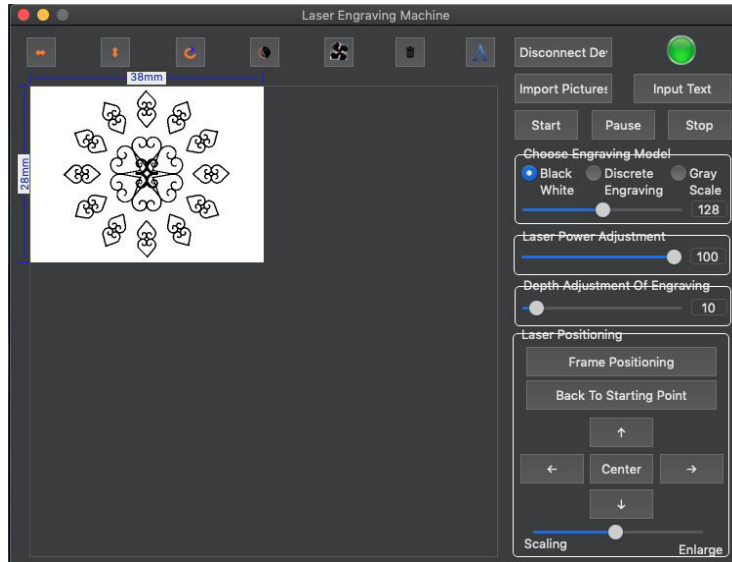 Laser Engraving Machine
38mm
28mm
Disconnect De
Import Pictures
Input Text
Start
Pause
Stop
Choose Engraving Model
Black White
Discrete Engraving
Gray Scale
128
Laser Power Adjustment
100
Depth Adjustment Of Engraving
10
Laser Positioning
Frame Positioning
Back To Starting Point
↑
← Center →
↓
Scaling
Enlarge